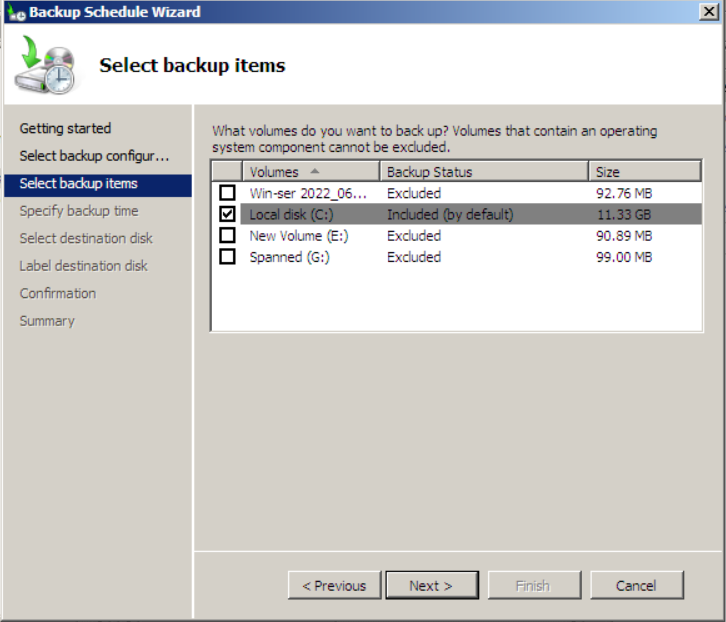 Backup Schedule Wizard
Select backup items
Getting started
Select backup configur...
Select backup items
Specify backup time
Select destination disk
Label destination disk
Confirmation
Summary
What volumes do you want to back up? Volumes that contain an operating
system component cannot be excluded.
Volumes Backup Status Size
Win-ser 2022_06... Excluded 92.76 MB
Local disk (C:) Included (by default) 11.33 GB
New Volume (E:) Excluded 90.89 MB
Spanned (G:) Excluded 99.00 MB
< Previous Next > Finish Cancel